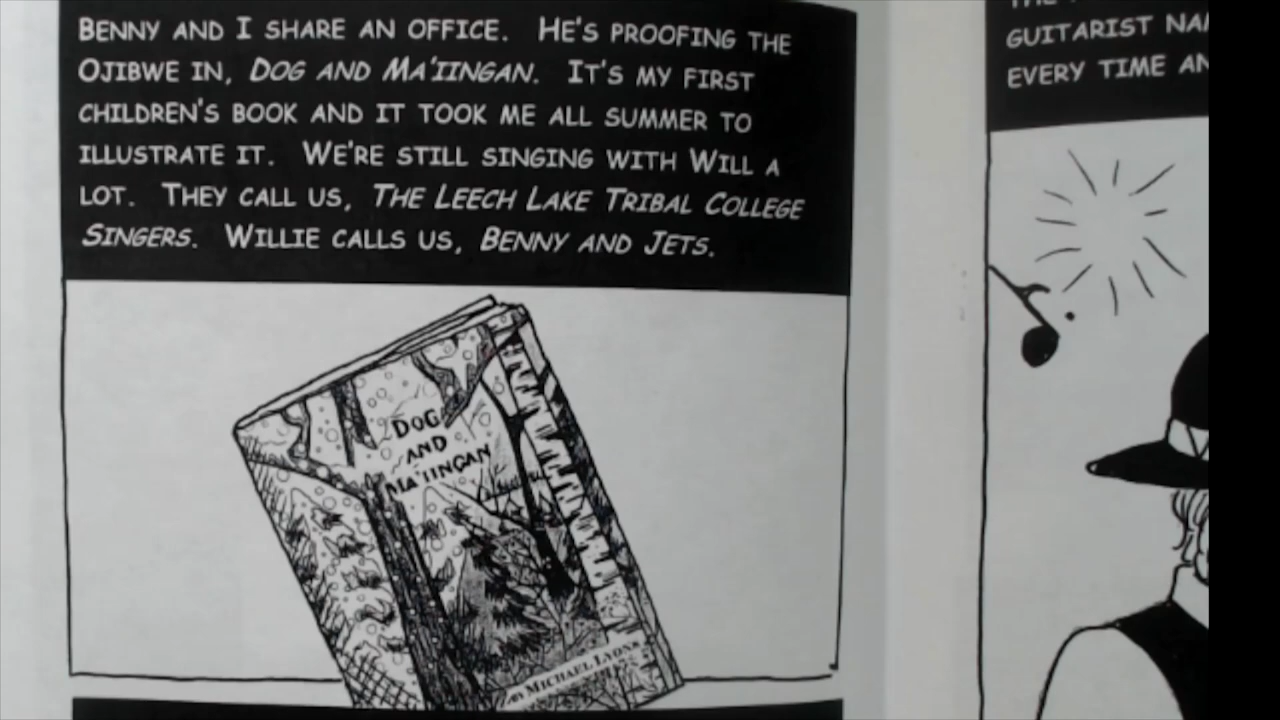 BENNY AND I SHARE AN OFFICE. HE'S PROOFING THE
OJIBWE IN, DOG AND MA'IINGAN. IT'S MY FIRST
CHILDREN'S BOOK AND IT TOOK ME ALL SUMMER TO
ILLUSTRATE IT. WE'RE STILL SINGING WITH WILL A
LOT. THEY CALL US, THE LEECH LAKE TRIBAL COLLEGE
SINGERS. WILLIE CALLS US, BENNY AND JETS.
DOG
AND
MA'IINGAN
BY MICHAEL LYONS
GUITARIST
EVERY TIME